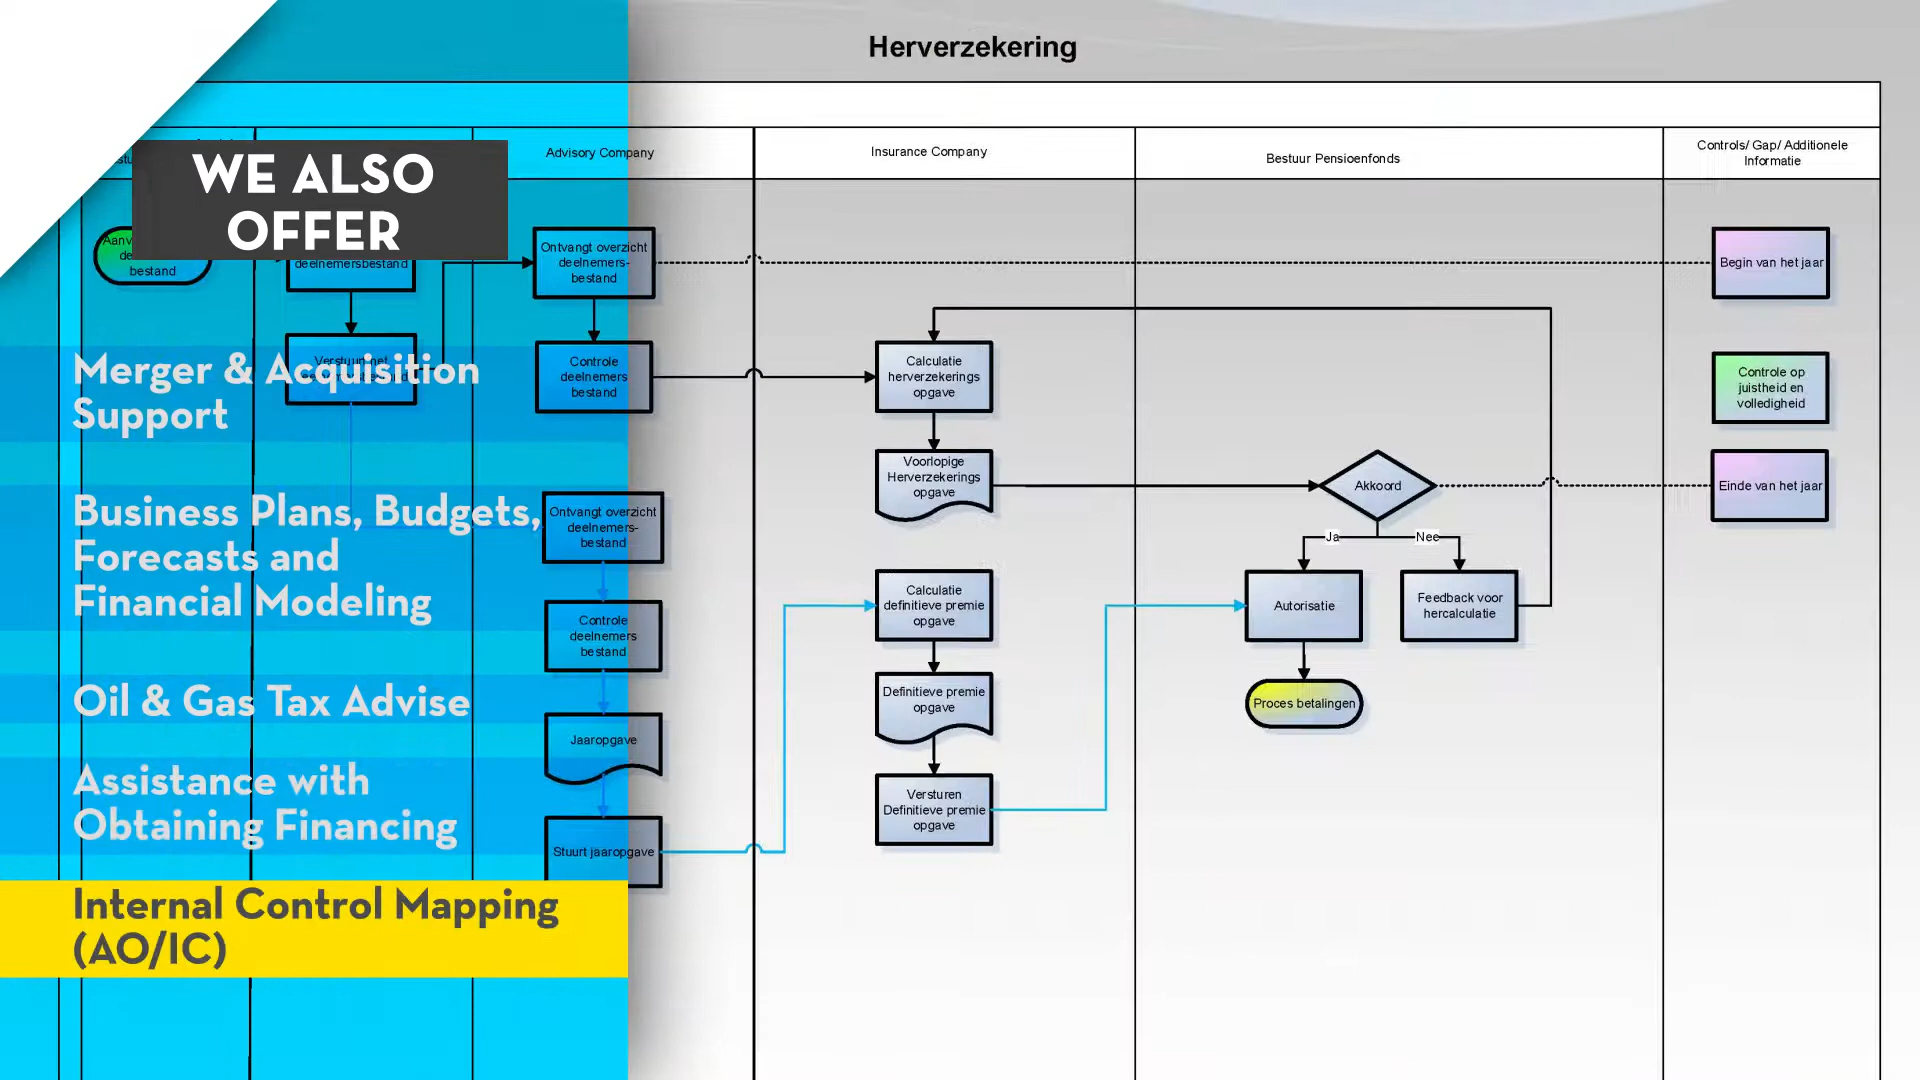 Herverzekering
Advisory Company
Insurance Company
Bestuur Pensioenfonds
Controls/ Gap/ Additionele
Informatie
WE ALSO
OFFER
bestand
deelnemersbestand
Ontvangt overzicht
deelnemers-
bestand
Begin van het jaar
Merger & Acquisition
Support
Controle
deelnemers
bestand
Calculatie
herverzekerings
opgave
Controle op
juistheid en
volledigheid
Voorlopige
Herverzekerings
opgave
Akkoord
Einde van het jaar
Ja
Nee
Business Plans, Budgets,
Forecasts and
Financial Modeling
Ontvangt overzicht
deelnemers-
bestand
Controle
deelnemers
bestand
Calculatie
definitieve premie
opgave
Autorisatie
Feedback voor
hercalculatie
Oil & Gas Tax Advise
Jaaropgave
Definitieve premie
opgave
Proces betalingen
Assistance with
Obtaining Financing
Stuurt jaaropgave
Versturen
Definitieve premie
opgave
Internal Control Mapping
(AO/IC)